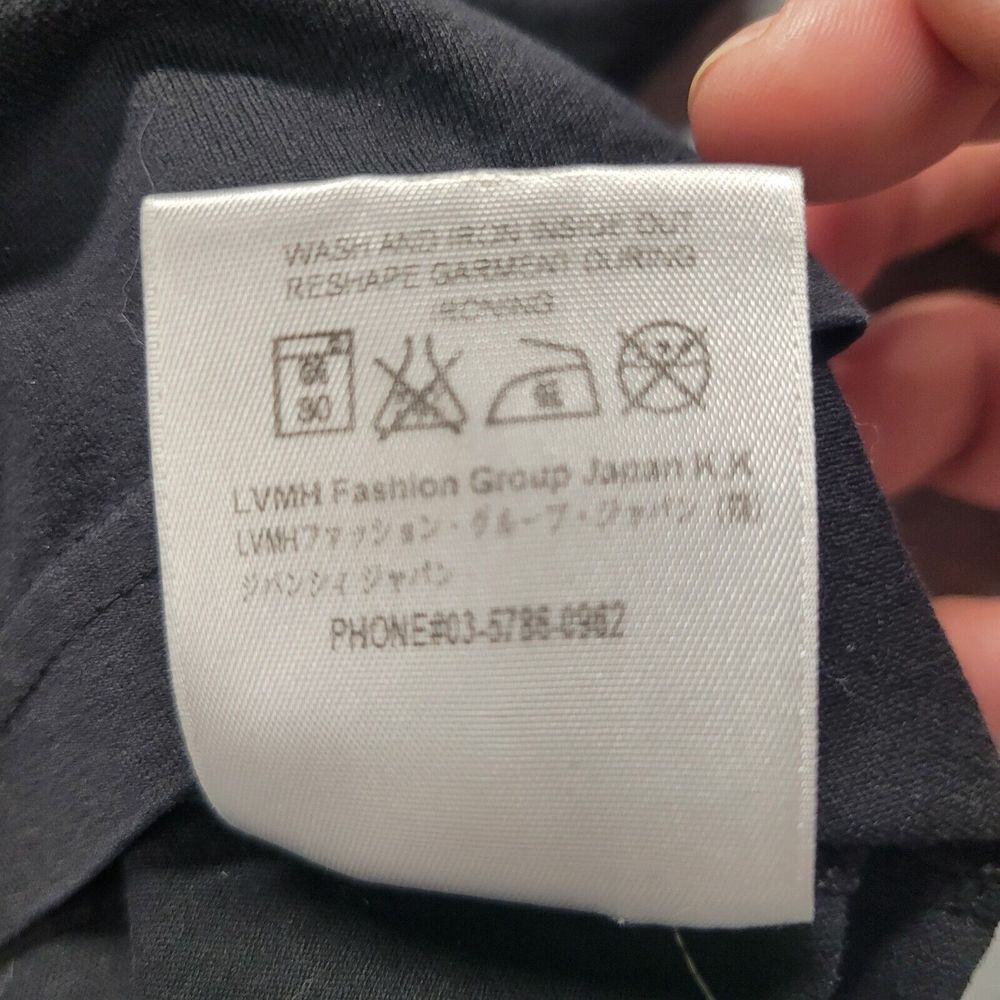 WASH AND IRON INSIDE OUT
RESHAPE GARMENT DURING
IRONING
30
LVMH Fashion Group Japan K.K
LVMHファッション・グループ・ジャパン (株)
ジバンシィ ジャパン
PHONE#03-5786-0962